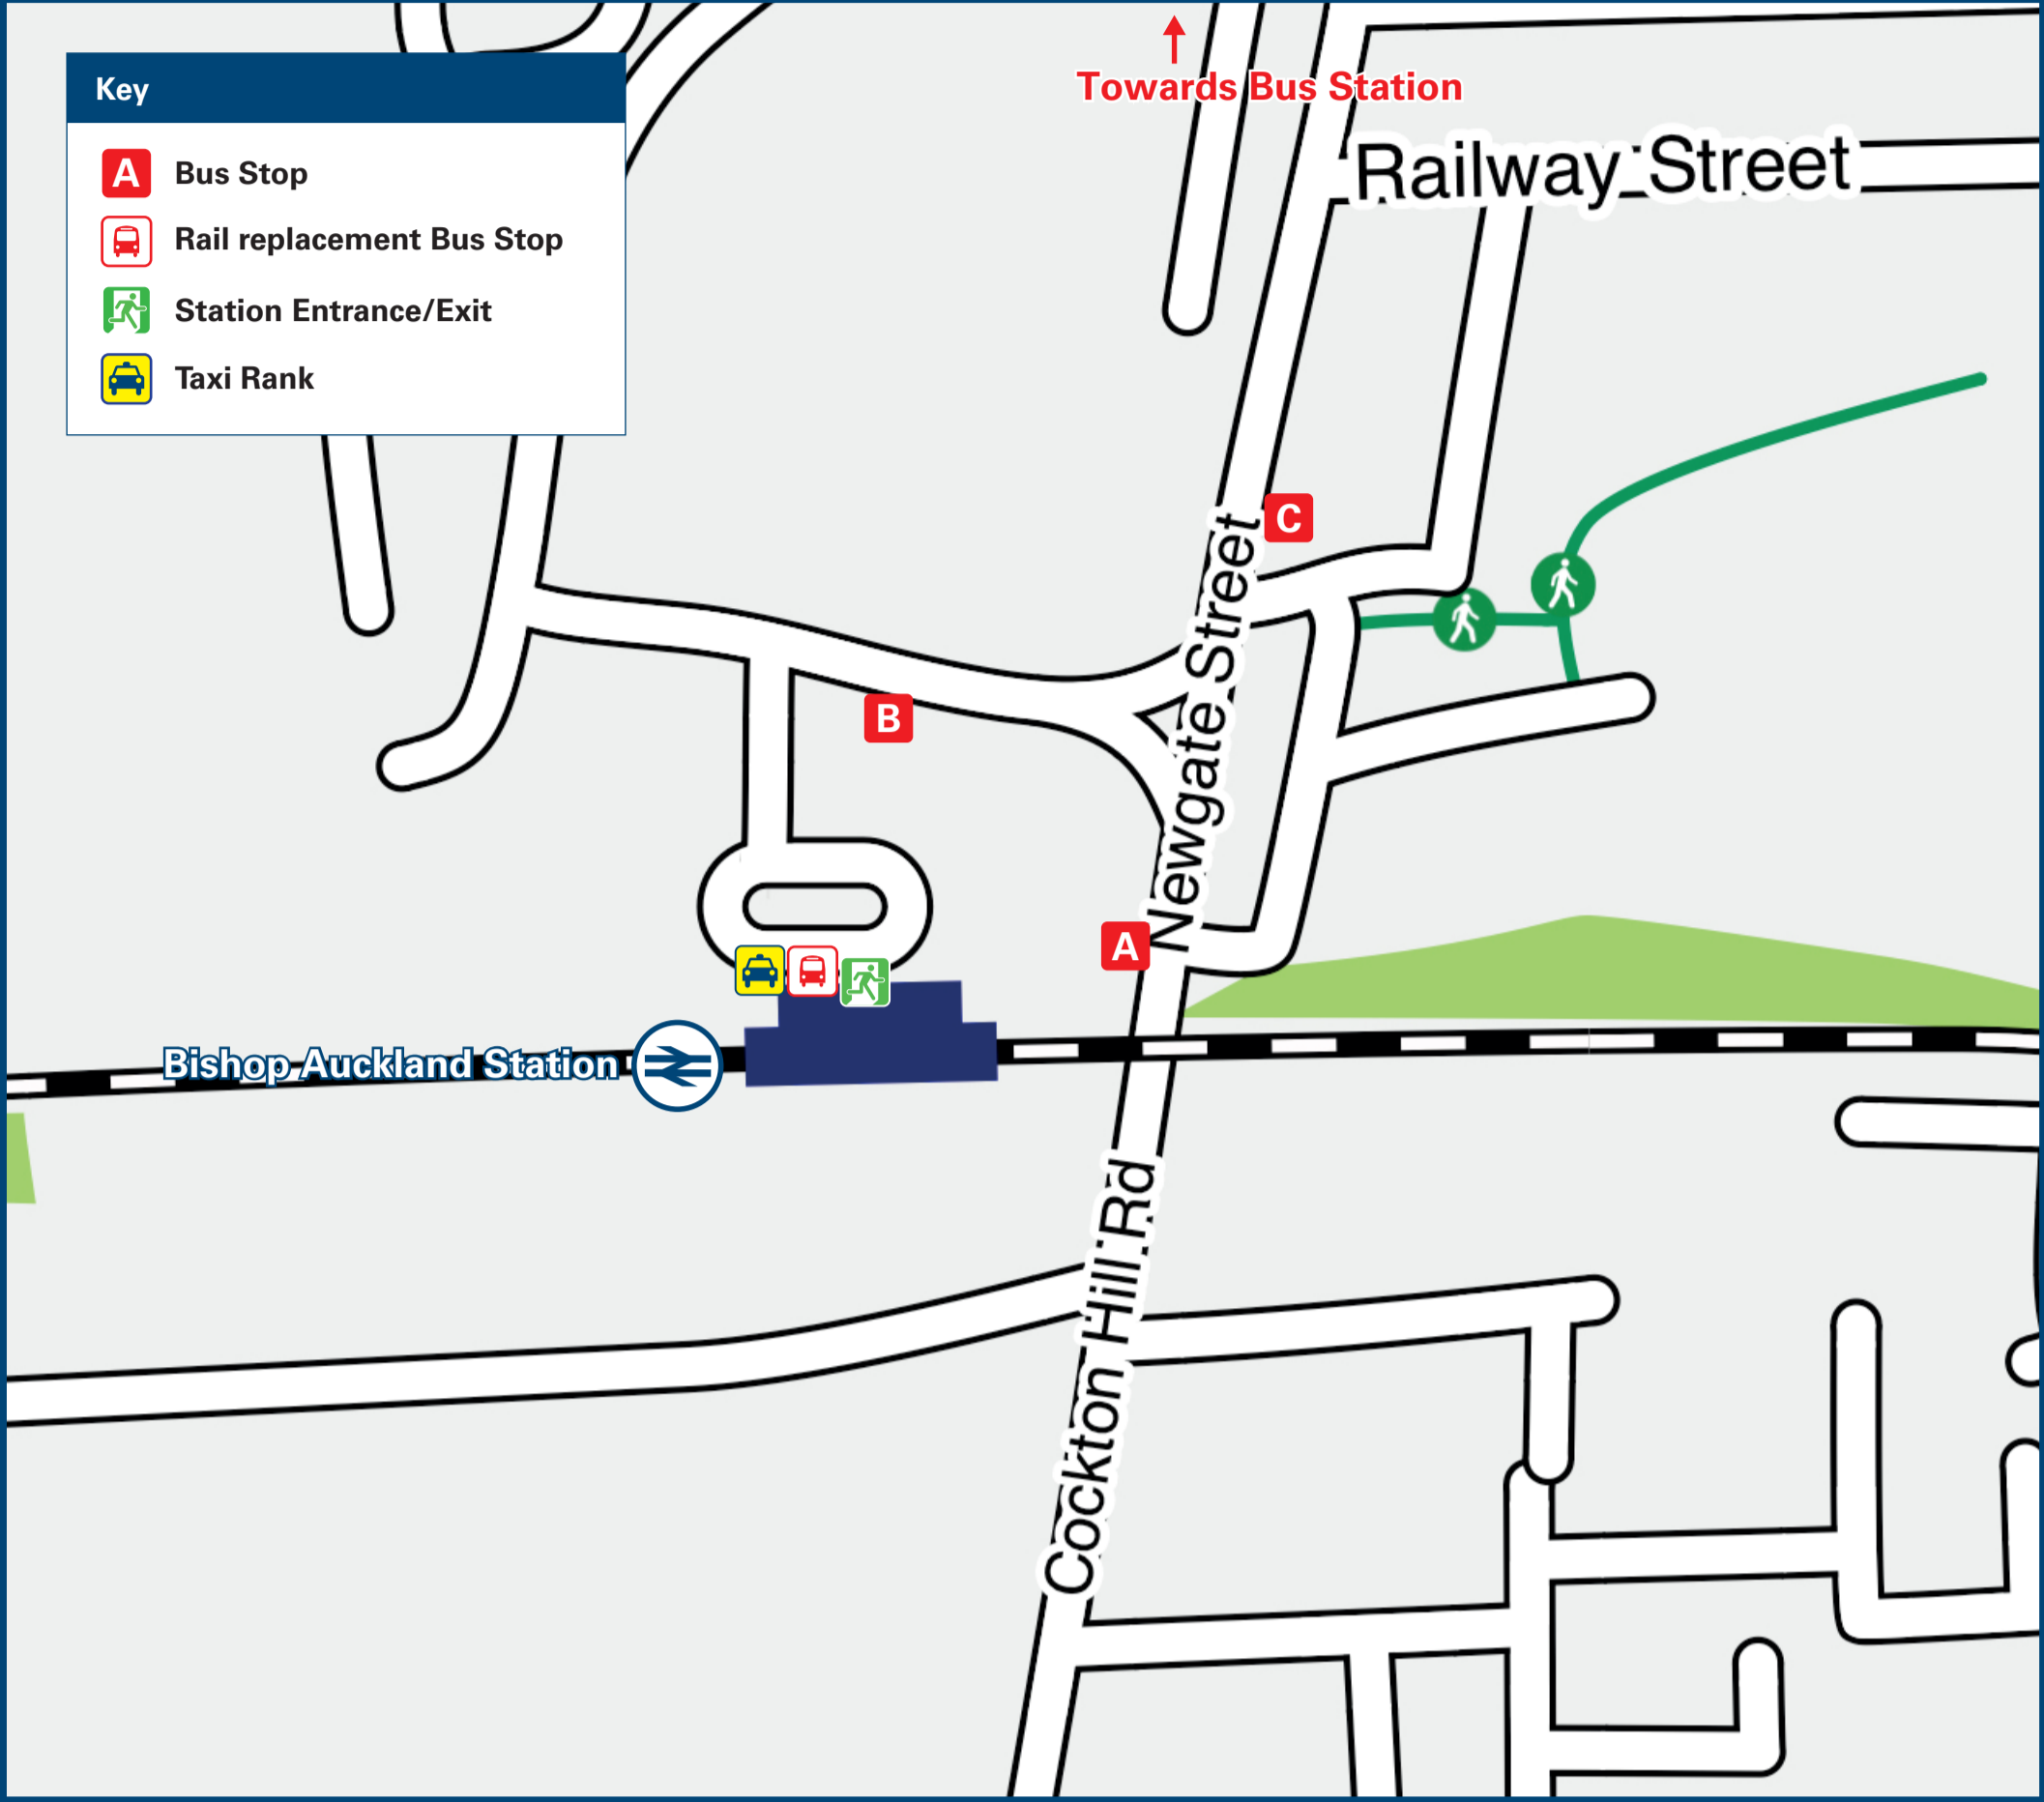 Towards Bus Station
Key
A Bus Stop
Rail replacement Bus Stop
Station Entrance/Exit
Taxi Rank
Railway Street
C
Newgate Street
B
A
Bishop Auckland Station
Cockton Hill Rd